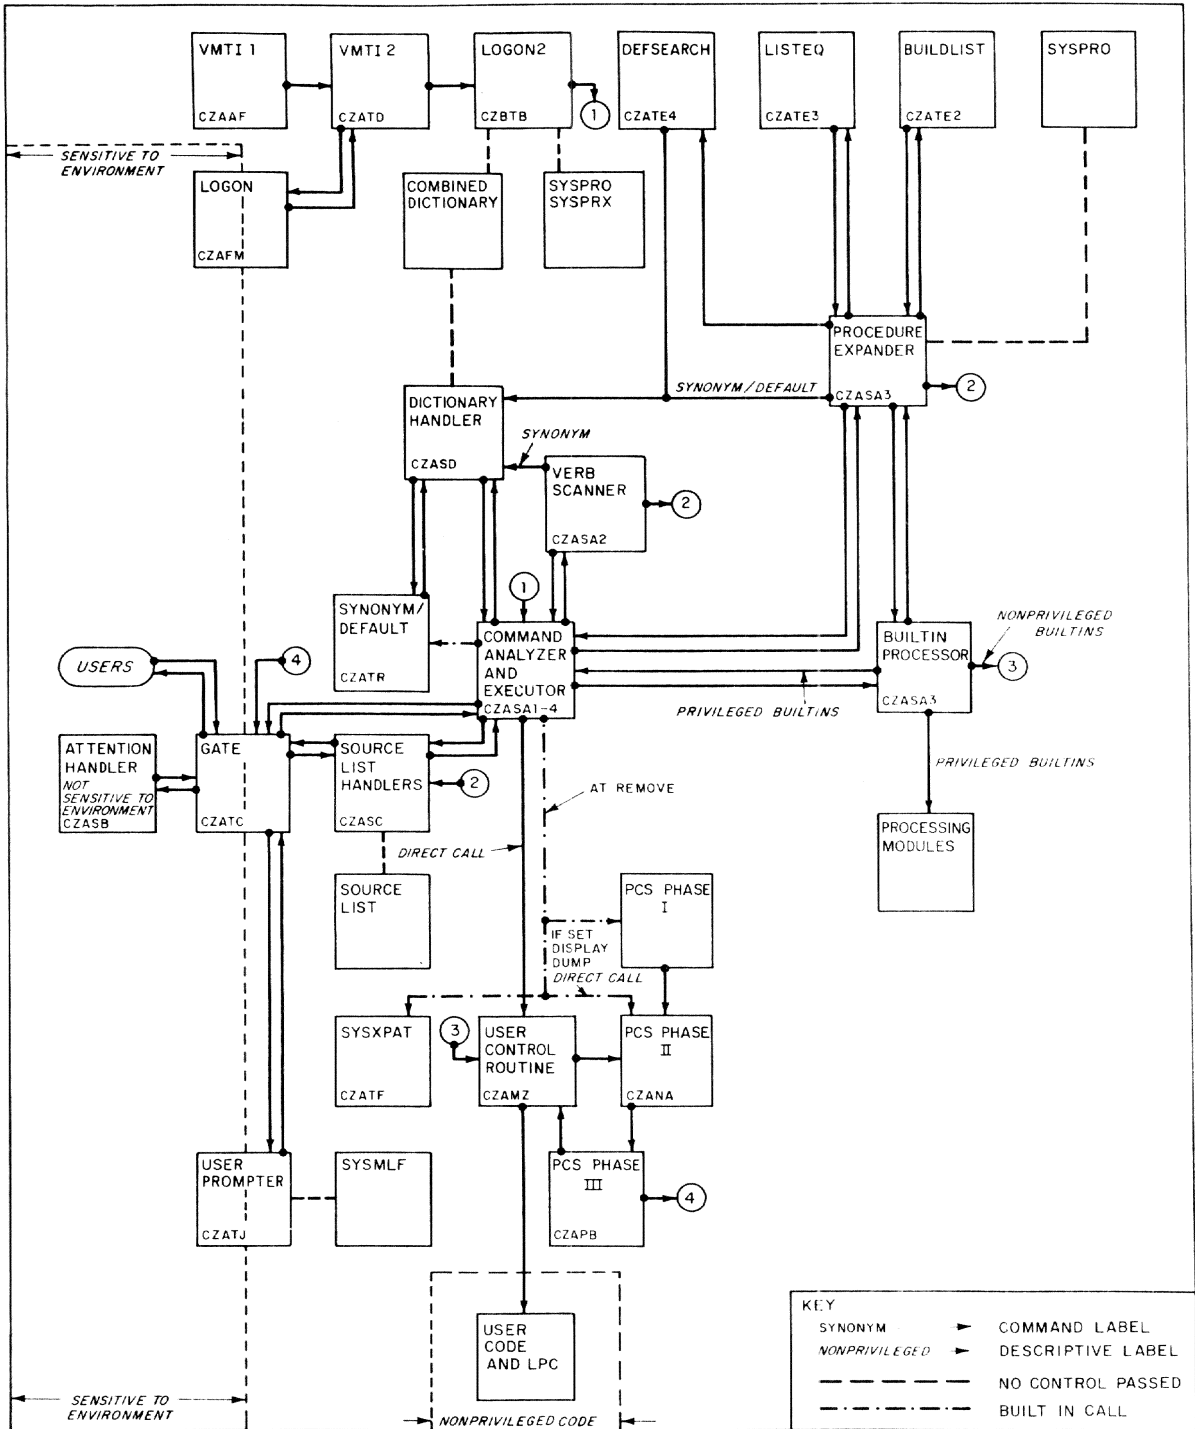 VMTI 1
CZAAF
VMTI 2
CZATD
LOGON2
CZBTB
1
DEFSEARCH
CZATE4
LISTEQ
CZATE3
BUILDLIST
CZATE2
SYSPRO
SENSITIVE TO
ENVIRONMENT
LOGON
CZAFM
COMBINED
DICTIONARY
SYSPRO
SYSPRX
PROCEDURE
EXPANDER
CZASA3
2
SYNONYM/DEFAULT
DICTIONARY
HANDLER
CZASD
SYNONYM
VERB
SCANNER
CZASA2
2
1
SYNONYM/
DEFAULT
CZATR
COMMAND
ANALYZER
AND
EXECUTOR
CZASA1-4
BUILTIN
PROCESSOR
CZASA3
NONPRIVILEGED
BUILTINS
3
USERS
4
PRIVILEGED BUILTINS
ATTENTION
HANDLER
NOT
SENSITIVE TO
ENVIRONMENT
CZASB
GATE
CZATC
SOURCE
LIST
HANDLERS
CZASC
2
AT REMOVE
PRIVILEGED BUILTINS
DIRECT CALL
PROCESSING
MODULES
SOURCE
LIST
PCS PHASE
I
IF SET
DISPLAY
DUMP
DIRECT CALL
SYSXPAT
CZATF
3
USER
CONTROL
ROUTINE
CZAMZ
PCS PHASE
II
CZANA
USER
PROMPTER
CZATJ
SYSMLF
PCS PHASE
III
CZAPB
4
USER
CODE
AND LPC
NONPRIVILEGED CODE
SENSITIVE TO
ENVIRONMENT
KEY
SYNONYM COMMAND LABEL
NONPRIVILEGED DESCRIPTIVE LABEL
NO CONTROL PASSED
BUILT IN CALL